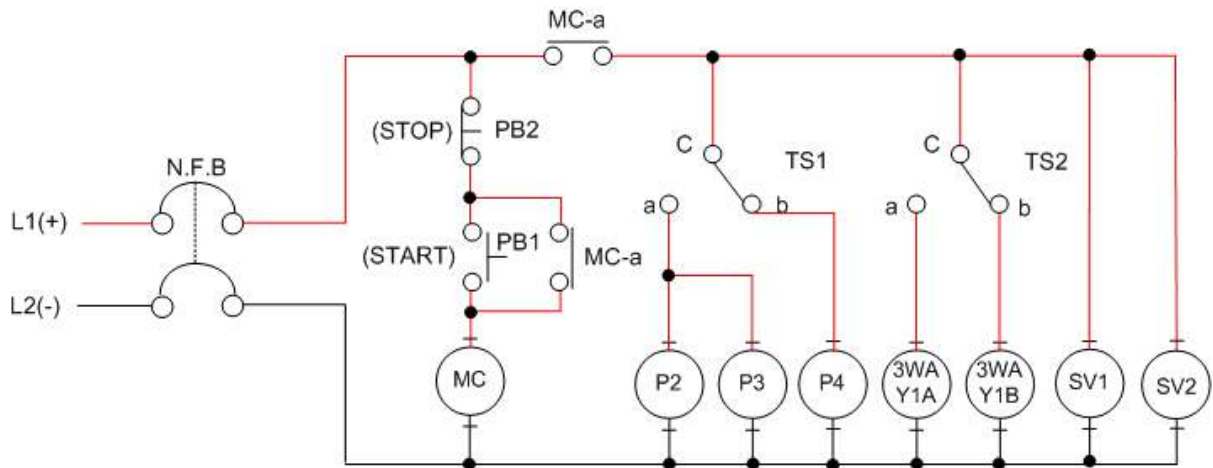 MC-a
(STOP) PB2
C TS1
C TS2
N.F.B
a b
a b
L1(+)
(START) PB1
MC-a
L2(-)
MC
P2
P3
P4
3WA
Y1A
3WA
Y1B
SV1
SV2